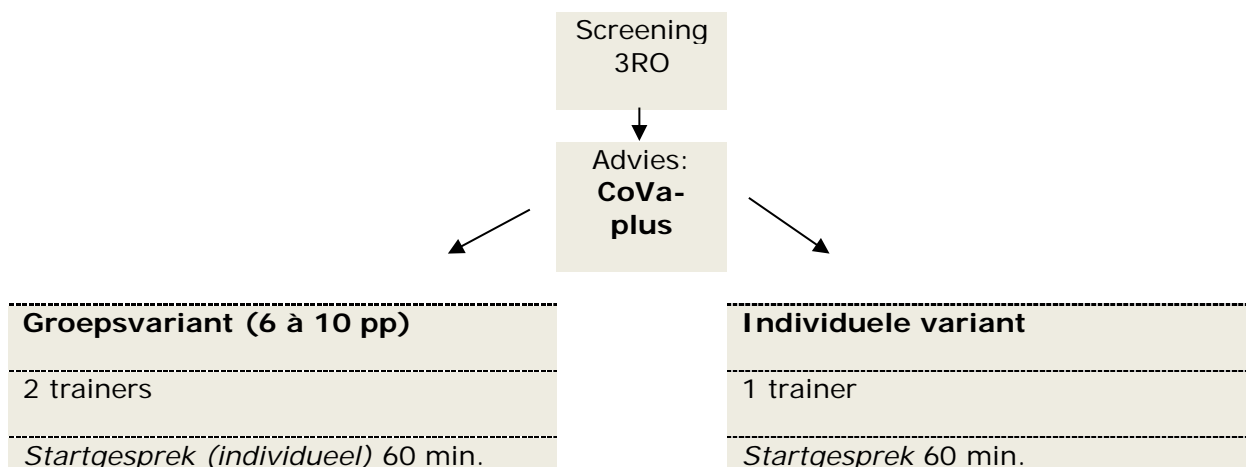 Screening
3RO
Advies:
CoVa-
plus
Groepsvariant (6 à 10 pp)
2 trainers
Startgesprek (individueel) 60 min.
Individuele variant
1 trainer
Startgesprek 60 min.